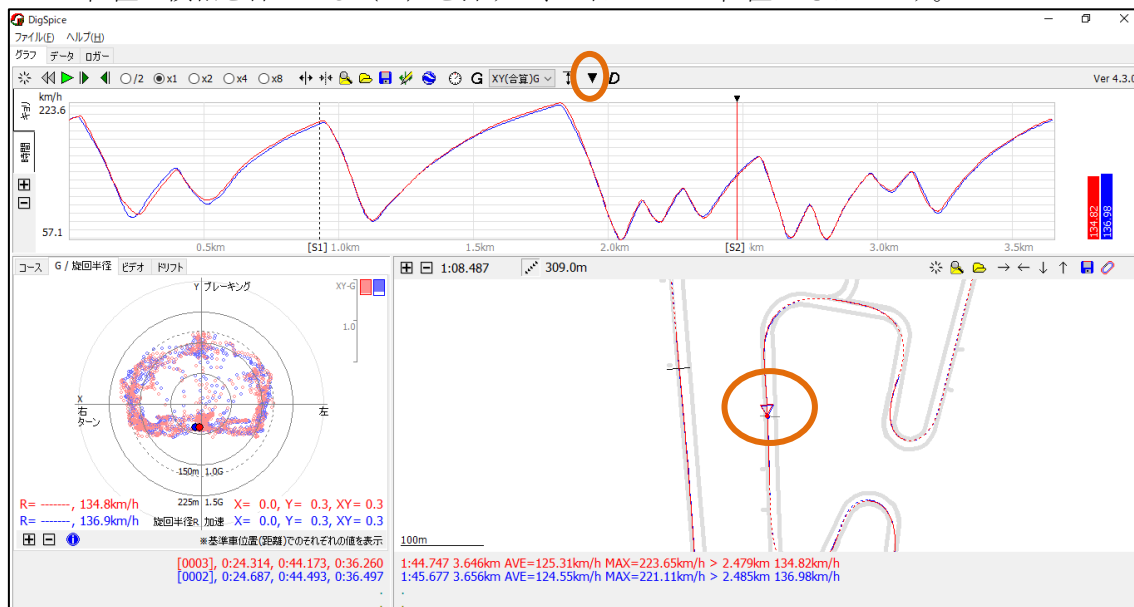 DigSpice
ファイル(F) ヘルプ(H)
グラフ データ ロガー
/2 x1 x2 x4 x8 G XY(合算)G ▼ D Ver 4.3.0
km/h
223.6
キョリ
時間
57.1
0.5km [S1] 1.0km 1.5km 2.0km [S2] km 3.0km 3.5km
134.82
136.98
コース G / 旋回半径 ビデオ ドリフト
1:08.487 309.0m
Y ブレーキング XY-G
1.0
X
右 左
ターン
150m 1.0G
225m 1.5G
R= ------, 134.8km/h X= 0.0, Y= 0.3, XY= 0.3
R= ------, 136.9km/h 旋回半径R 加速 X= 0.0, Y= 0.3, XY= 0.3
※基準車位置(距離)でのそれぞれの値を表示
100m
[0003], 0:24.314, 0:44.173, 0:36.260 1:44.747 3.646km AVE=125.31km/h MAX=223.65km/h > 2.479km 134.82km/h
[0002], 0:24.687, 0:44.493, 0:36.497 1:45.677 3.656km AVE=124.55km/h MAX=221.11km/h > 2.485km 136.98km/h